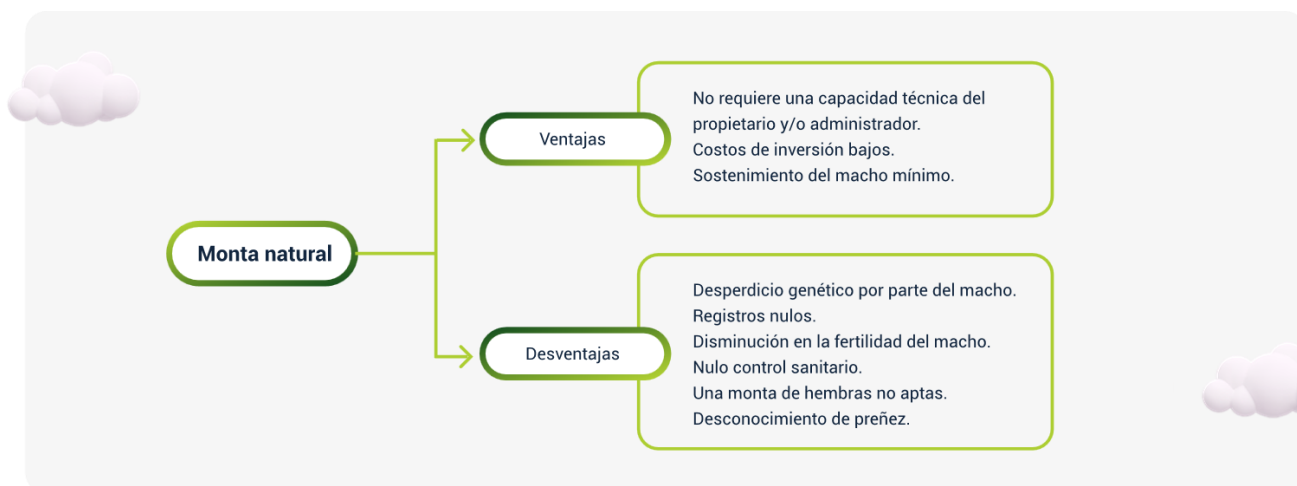 Monta natural
Ventajas
No requiere una capacidad técnica del
propietario y/o administrador.
Costos de inversión bajos.
Sostenimiento del macho mínimo.
Desventajas
Desperdicio genético por parte del macho.
Registros nulos.
Disminución en la fertilidad del macho.
Nulo control sanitario.
Una monta de hembras no aptas.
Desconocimiento de preñez.